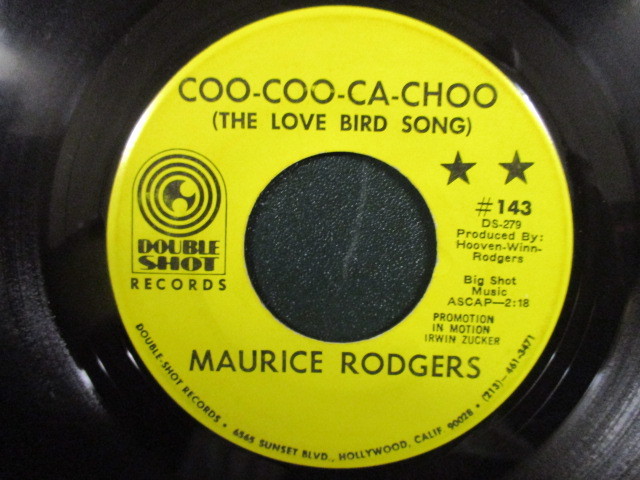 COO-COO-CA-CHOO
(THE LOVE BIRD SONG)
DOUBLE
SHOT
RECORDS
#143
DS-279
Produced By:
Hooven-Winn-
Rodgers
Big Shot
Music
ASCAP—2:18
PROMOTION
IN MOTION
IRWIN ZUCKER
MAURICE RODGERS
DOUBLE-SHOT RECORDS • 6565 SUNSET BLVD., HOLLYWOOD, CALIF. 90028 • (213)-461-3471